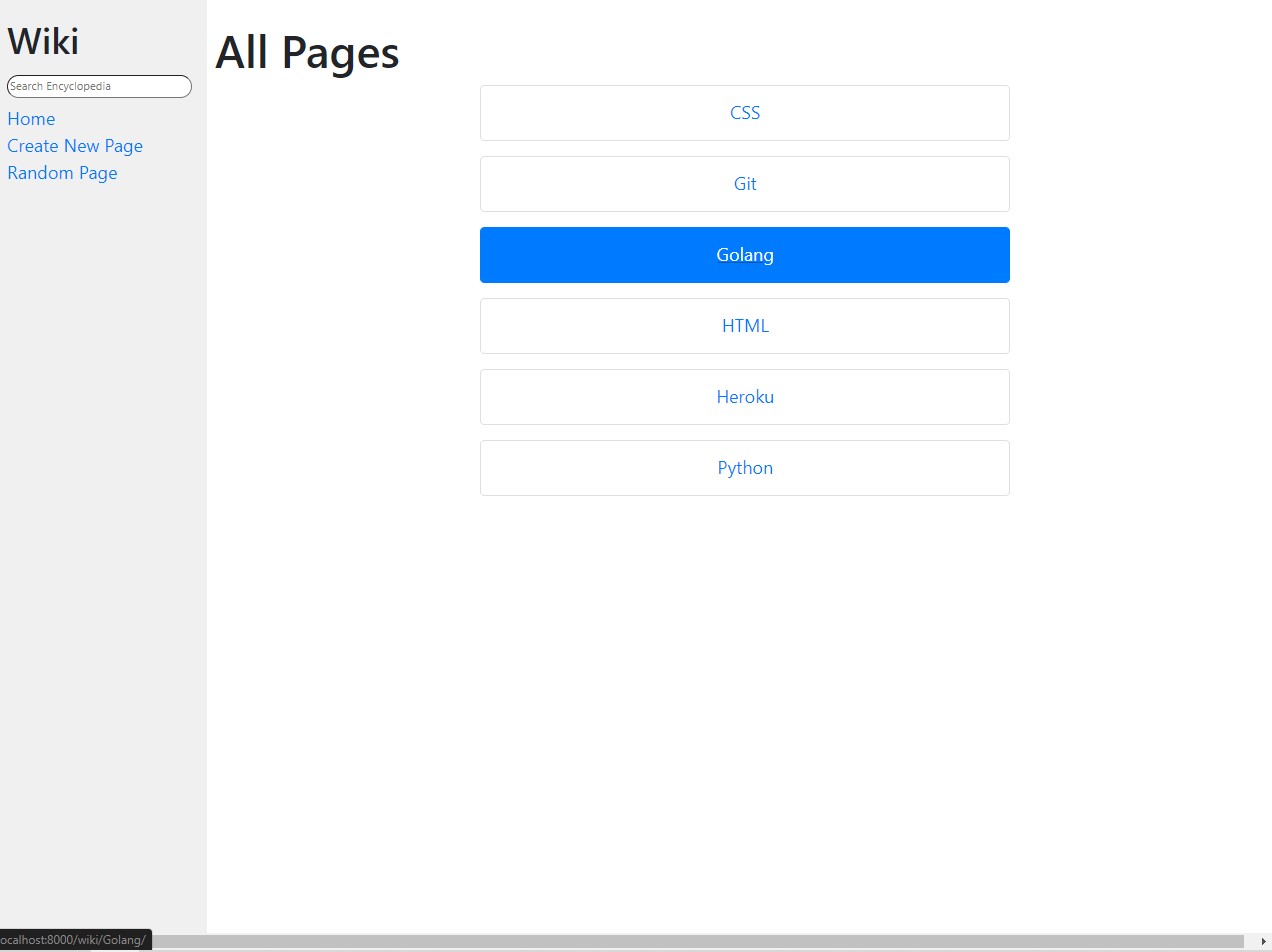 Wiki
Search Encyclopedia
Home
Create New Page
Random Page
All Pages
CSS
Git
Golang
HTML
Heroku
Python
ocalhost:8000/wiki/Golang/